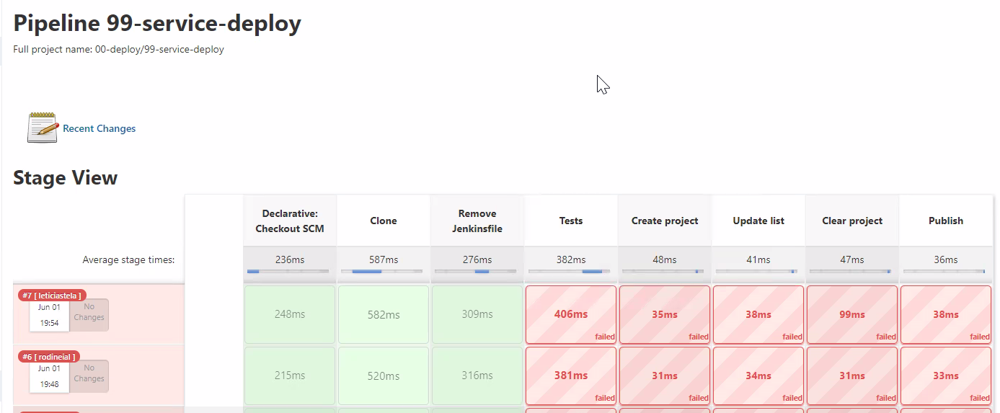 Pipeline 99-service-deploy
Full project name: 00-deploy/99-service-deploy
Recent Changes
Stage View
Declarative:
Checkout SCM
Clone
Remove
Jenkinsfile
Tests
Create project
Update list
Clear project
Publish
Average stage times:
236ms
587ms
276ms
382ms
48ms
41ms
47ms
36ms
#7 [ leticiastela ]
Jun 01
19:54
No
Changes
248ms
582ms
309ms
406ms
failed
35ms
failed
38ms
failed
99ms
failed
38ms
failed
#6 [ rodineial ]
Jun 01
19:48
No
Changes
215ms
520ms
316ms
381ms
failed
31ms
failed
34ms
failed
31ms
failed
33ms
failed